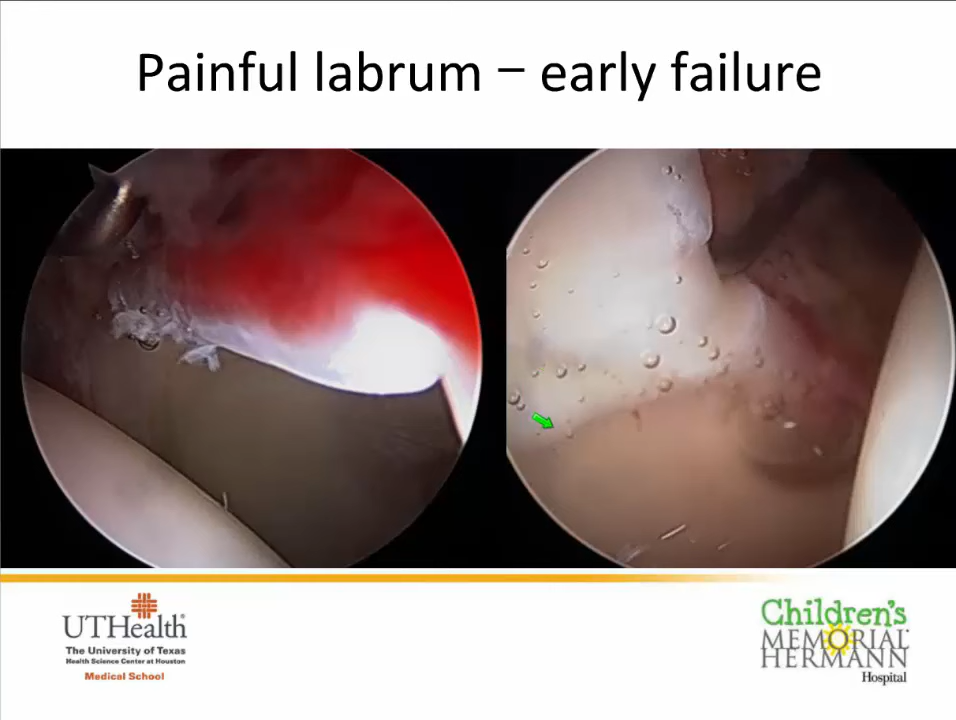 Painful labrum – early failure
UTHealth
The University of Texas
Health Science Center at Houston
Medical School
Children's
MEMORIAL
HERMANN
Hospital